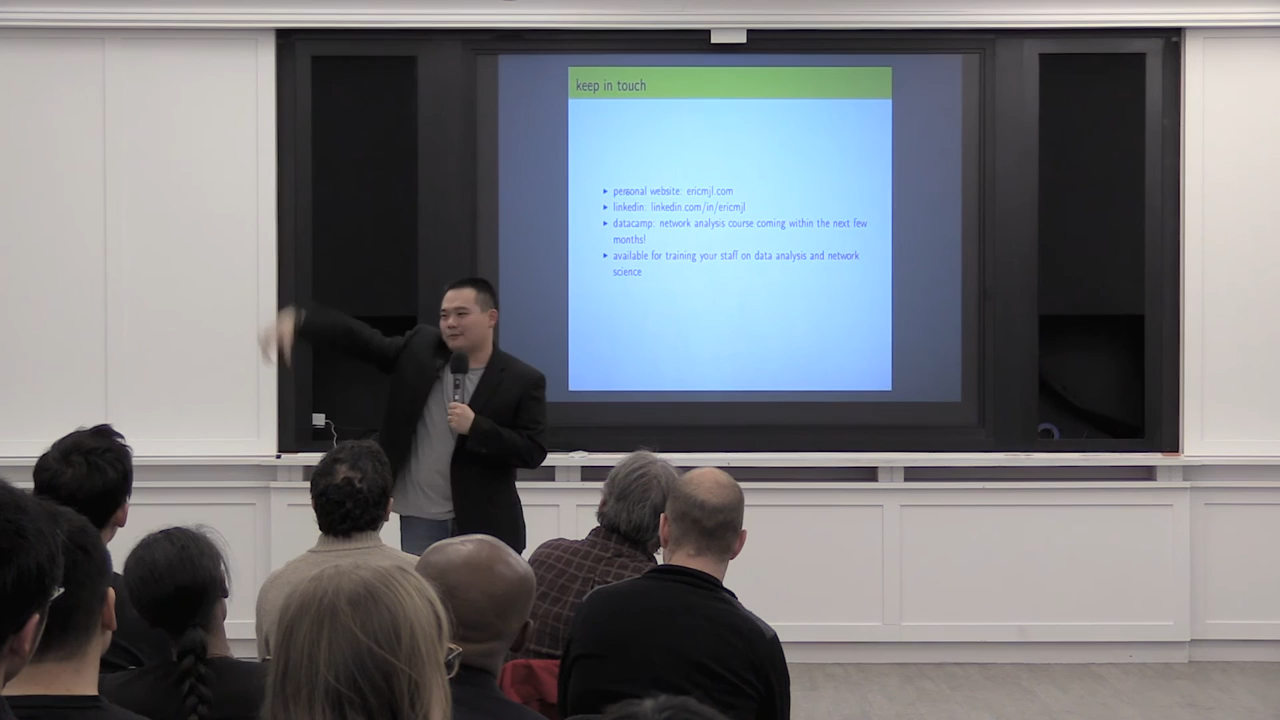 keep in touch
personal website: ericmjl.com
linkedin: linkedin.com/in/ericmjl
datacamp: network analysis course coming within the next few
months!
available for training your staff on data analysis and network
science